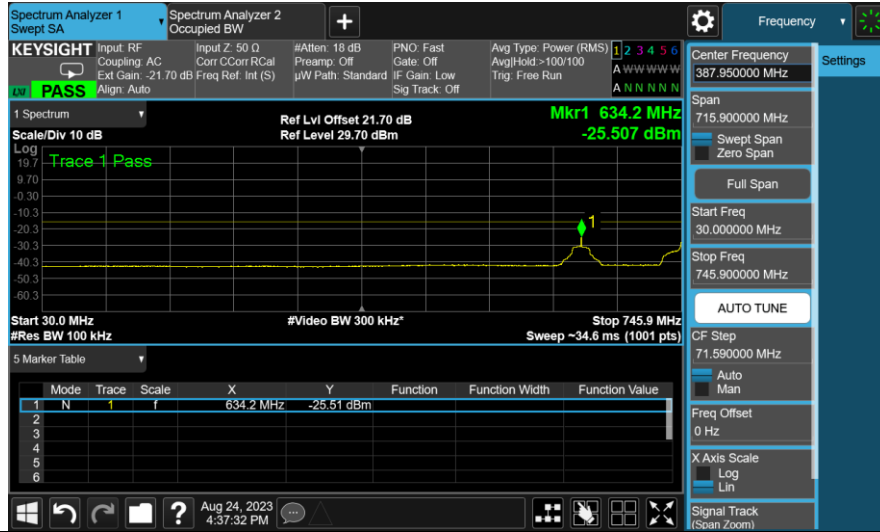 Spectrum Analyzer 1
Swept SA
Spectrum Analyzer 2
Occupied BW
Frequency
KEYSIGHT
PASS
Input: RF
Coupling: AC
Ext Gain: -21.70 dB
Align: Auto
Input Z: 50 Ω
Corr CCorr RCal
Freq Ref: Int (S)
#Atten: 18 dB
Preamp: Off
µW Path: Standard
PNO: Fast
Gate: Off
IF Gain: Low
Sig Track: Off
Avg Type: Power (RMS)
Avg|Hold:>100/100
Trig: Free Run
1 2 3 4 5 6
A W W W W W
A N N N N N
1 Spectrum
Scale/Div 10 dB
Ref Lvl Offset 21.70 dB
Ref Level 29.70 dBm
Mkr1 634.2 MHz
-25.507 dBm
Log
Trace 1 Pass
19.7
9.70
-0.30
-10.3
-20.3
-30.3
-40.3
-50.3
-60.3
1
Start 30.0 MHz
#Res BW 100 kHz
#Video BW 300 kHz*
Stop 745.9 MHz
Sweep ~34.6 ms (1001 pts)
5 Marker Table
Mode Trace Scale X Y Function Function Width Function Value
1 N 1 f 634.2 MHz -25.51 dBm
2
3
4
5
6
Aug 24, 2023
4:37:32 PM
Center Frequency
387.950000 MHz
Settings
Span
715.900000 MHz
Swept Span
Zero Span
Full Span
Start Freq
30.000000 MHz
Stop Freq
745.900000 MHz
AUTO TUNE
CF Step
71.590000 MHz
Auto
Man
Freq Offset
0 Hz
X Axis Scale
Log
Lin
Signal Track
(Span Zoom)